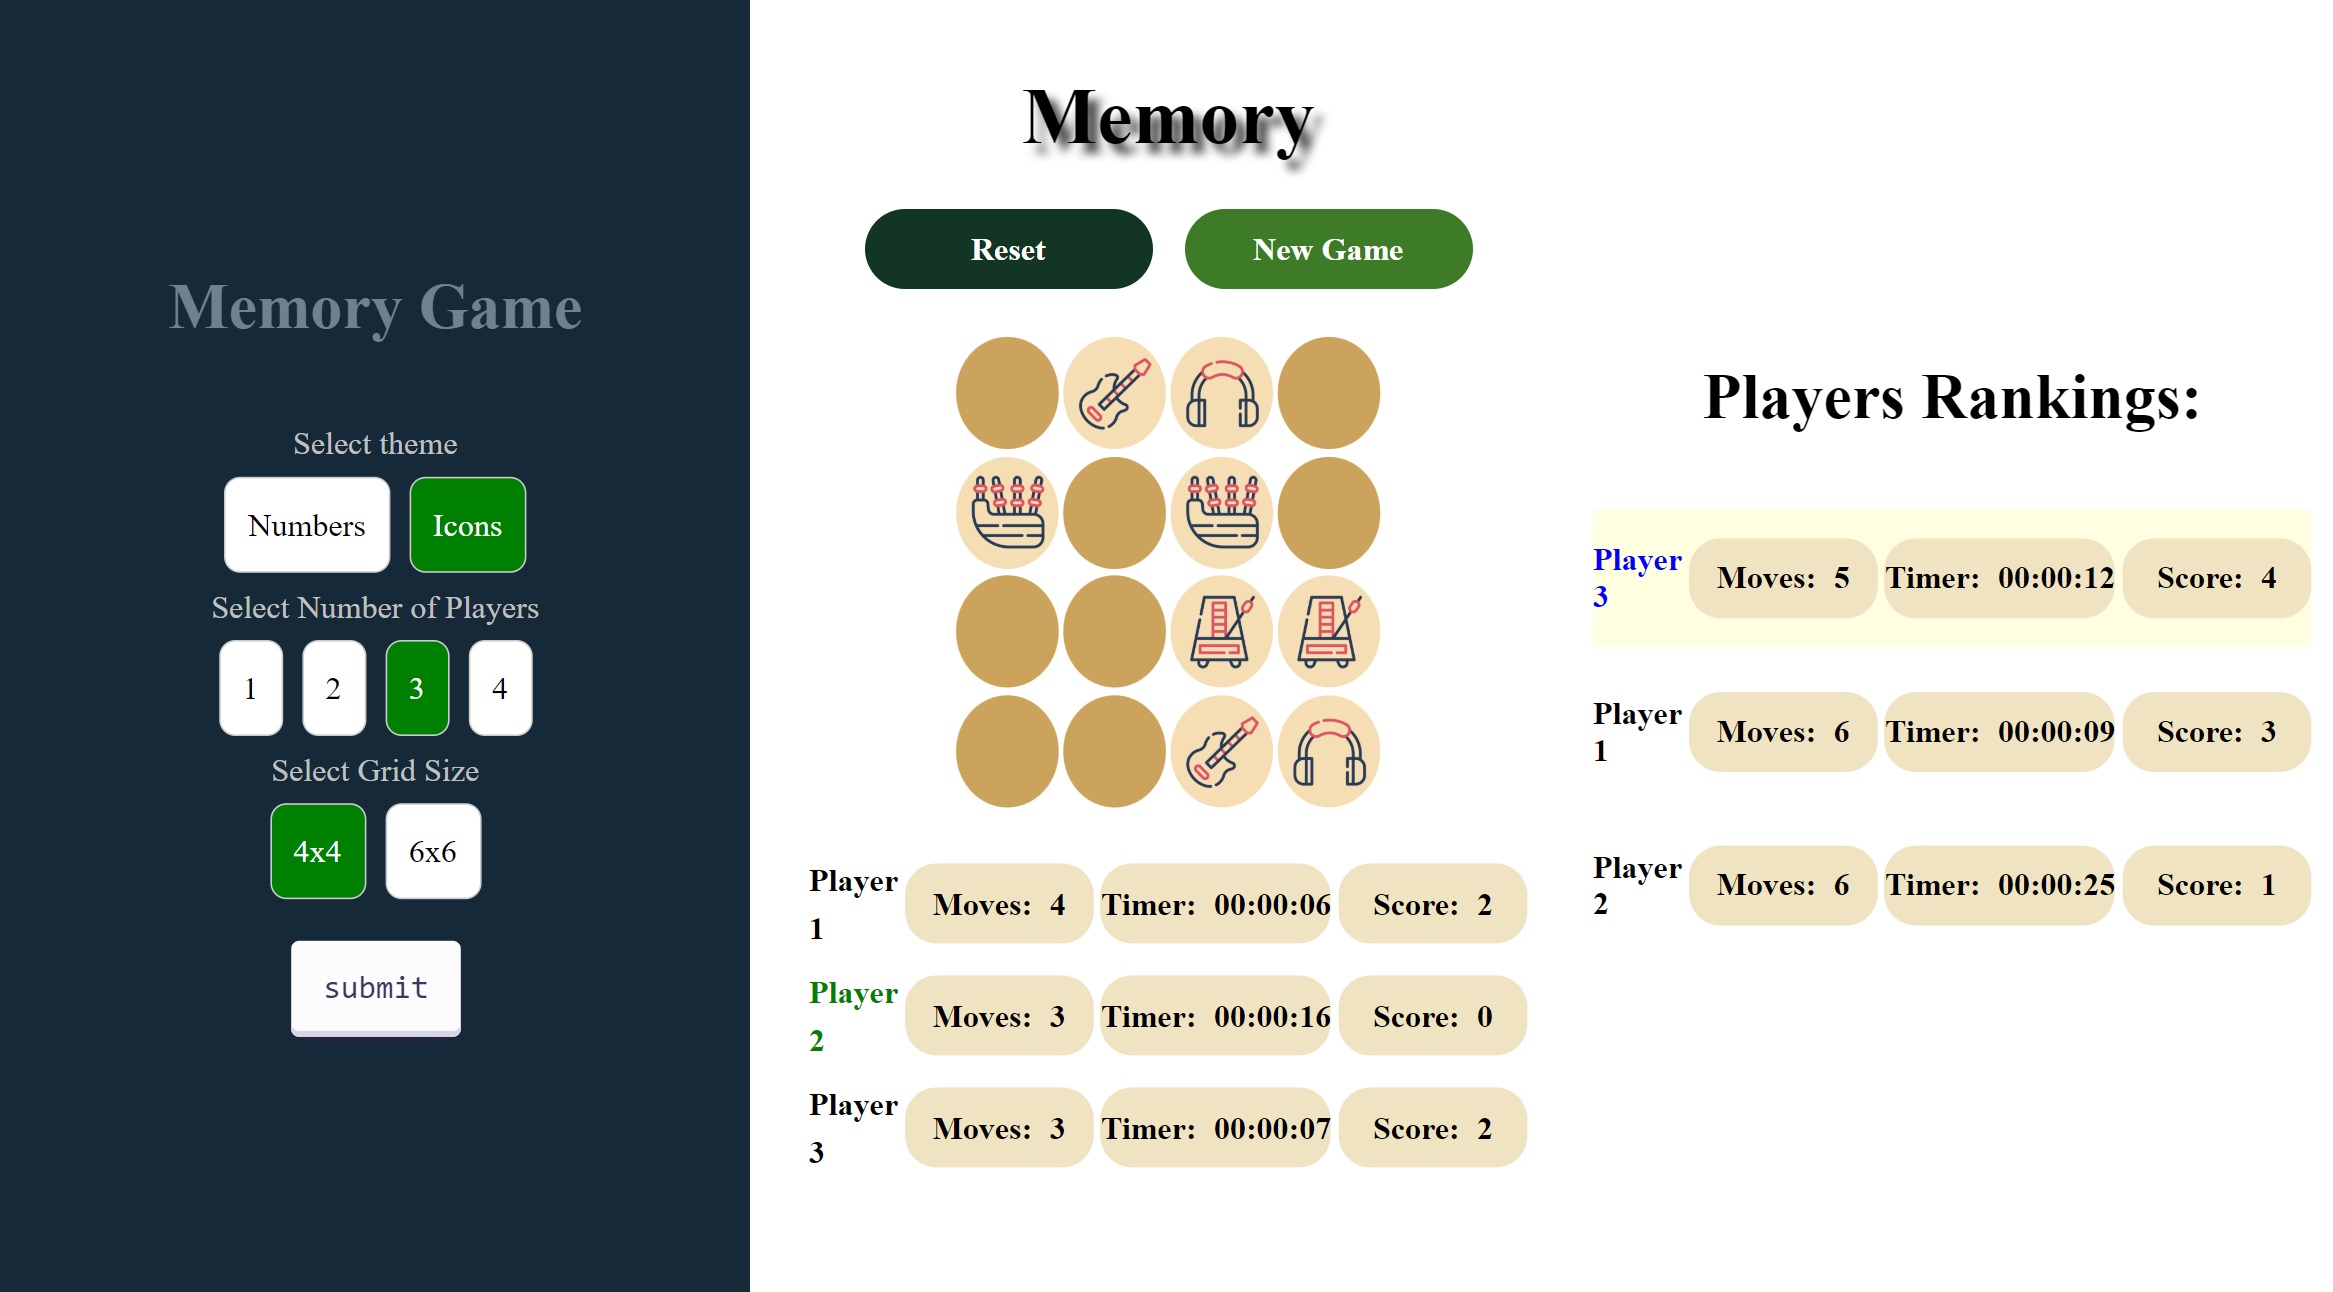 Memory Game
Select theme
Numbers Icons
Select Number of Players
1 2 3 4
Select Grid Size
4x4 6x6
submit
Memory
Reset New Game
Player 1 Moves: 4 Timer: 00:00:06 Score: 2
Player 2 Moves: 3 Timer: 00:00:16 Score: 0
Player 3 Moves: 3 Timer: 00:00:07 Score: 2
Players Rankings:
Player 3 Moves: 5 Timer: 00:00:12 Score: 4
Player 1 Moves: 6 Timer: 00:00:09 Score: 3
Player 2 Moves: 6 Timer: 00:00:25 Score: 1